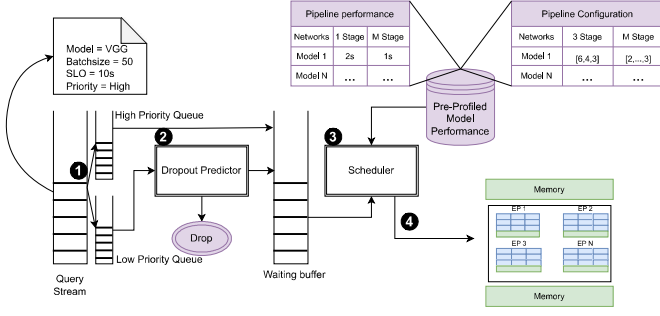 Model = VGG
Batchsize = 50
SLO = 10s
Priority = High
Pipeline performance
Networks 1 Stage M Stage
Model 1 2s 1s
Model N ... ...
Pipeline Configuration
Networks 3 Stage M Stage
Model 1 [6,4,3] [2,...,3]
Model N ... ...
Pre-Profiled
Model
Performance
High Priority Queue
1
2
3
4
Dropout Predictor
Scheduler
Drop
Low Priority Queue
Query
Stream
Waiting buffer
Memory
EP 1 EP 2
EP 3 EP N
Memory